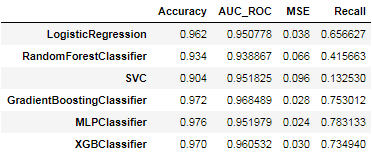 Accuracy AUC_ROC MSE Recall
LogisticRegression 0.962 0.950778 0.038 0.656627
RandomForestClassifier 0.934 0.938867 0.066 0.415663
SVC 0.904 0.951825 0.096 0.132530
GradientBoostingClassifier 0.972 0.968489 0.028 0.753012
MLPClassifier 0.976 0.951979 0.024 0.783133
XGBClassifier 0.970 0.960532 0.030 0.734940